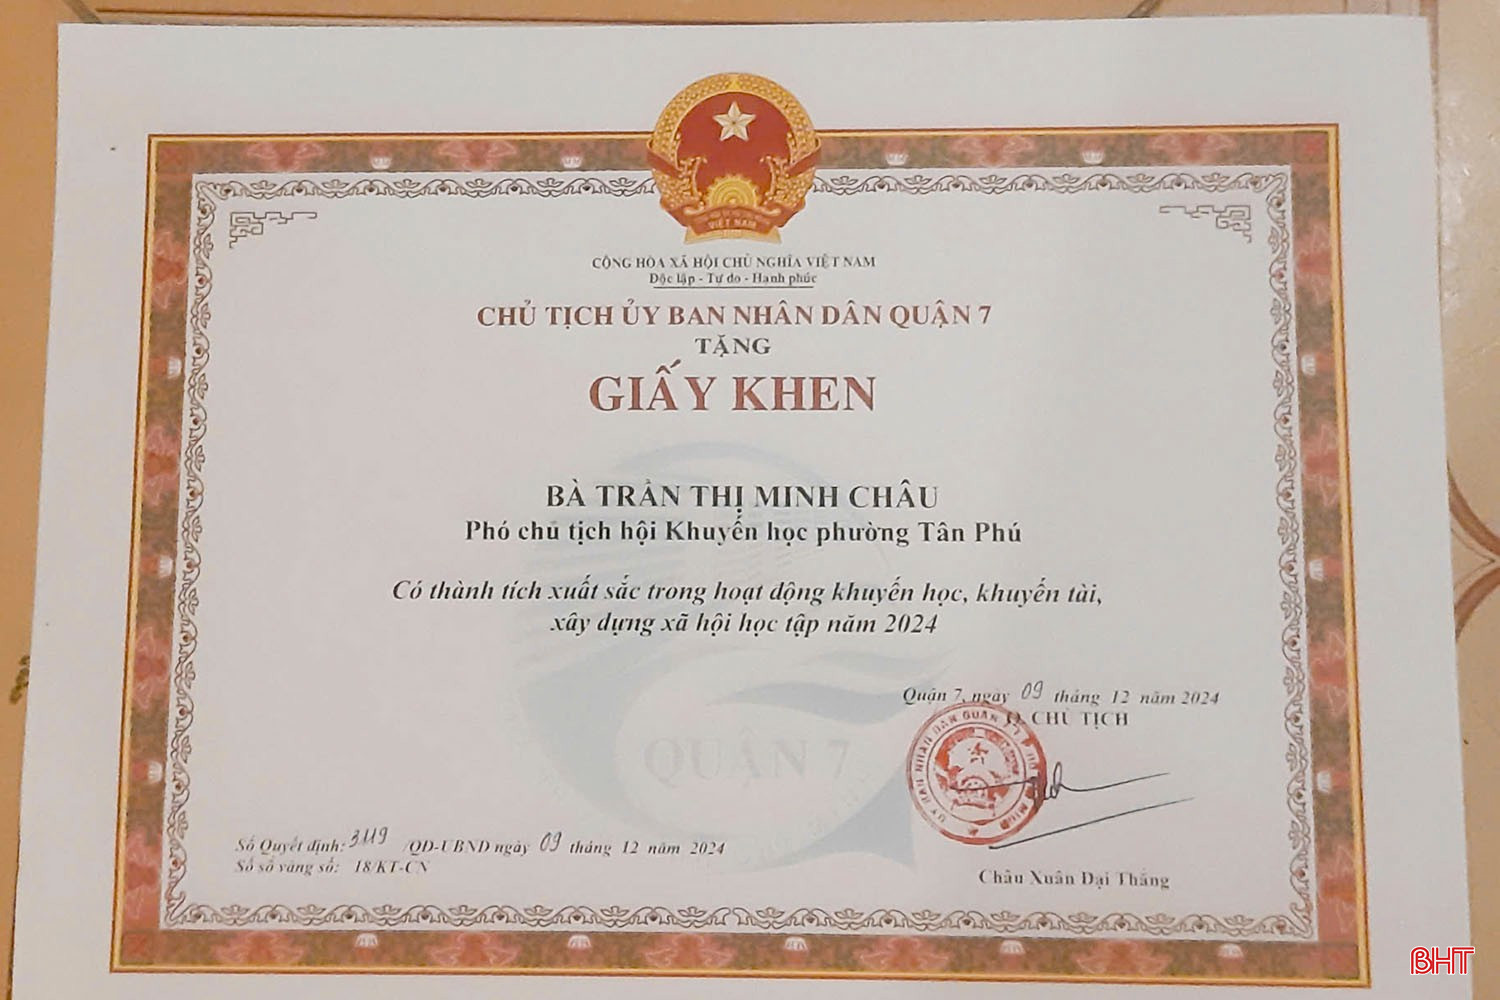 VIỆT NAM
CỘNG HÒA XÃ HỘI CHỦ NGHĨA VIỆT NAM
Độc lập - Tự do - Hạnh phúc
CHỦ TỊCH ỦY BAN NHÂN DÂN QUẬN 7
TẶNG
GIẤY KHEN
BÀ TRẦN THỊ MINH CHÂU
Phó chủ tịch hội Khuyến học phường Tân Phú
Có thành tích xuất sắc trong hoạt động khuyến học, khuyến tài,
xây dựng xã hội học tập năm 2024
Quận 7, ngày 09 tháng 12 năm 2024
CHỦ TỊCH
QUẬN 7
Số Quyết định: 3119 /QĐ-UBND ngày 09 tháng 12 năm 2024
Số sổ vàng số: 18/KT-CN
Châu Xuân Đại Thắng
BHT